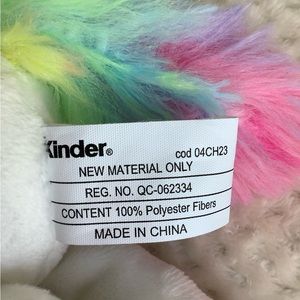 Kinder®
cod 04CH23
NEW MATERIAL ONLY
REG. NO. QC-062334
CONTENT 100% Polyester Fibers
MADE IN CHINA